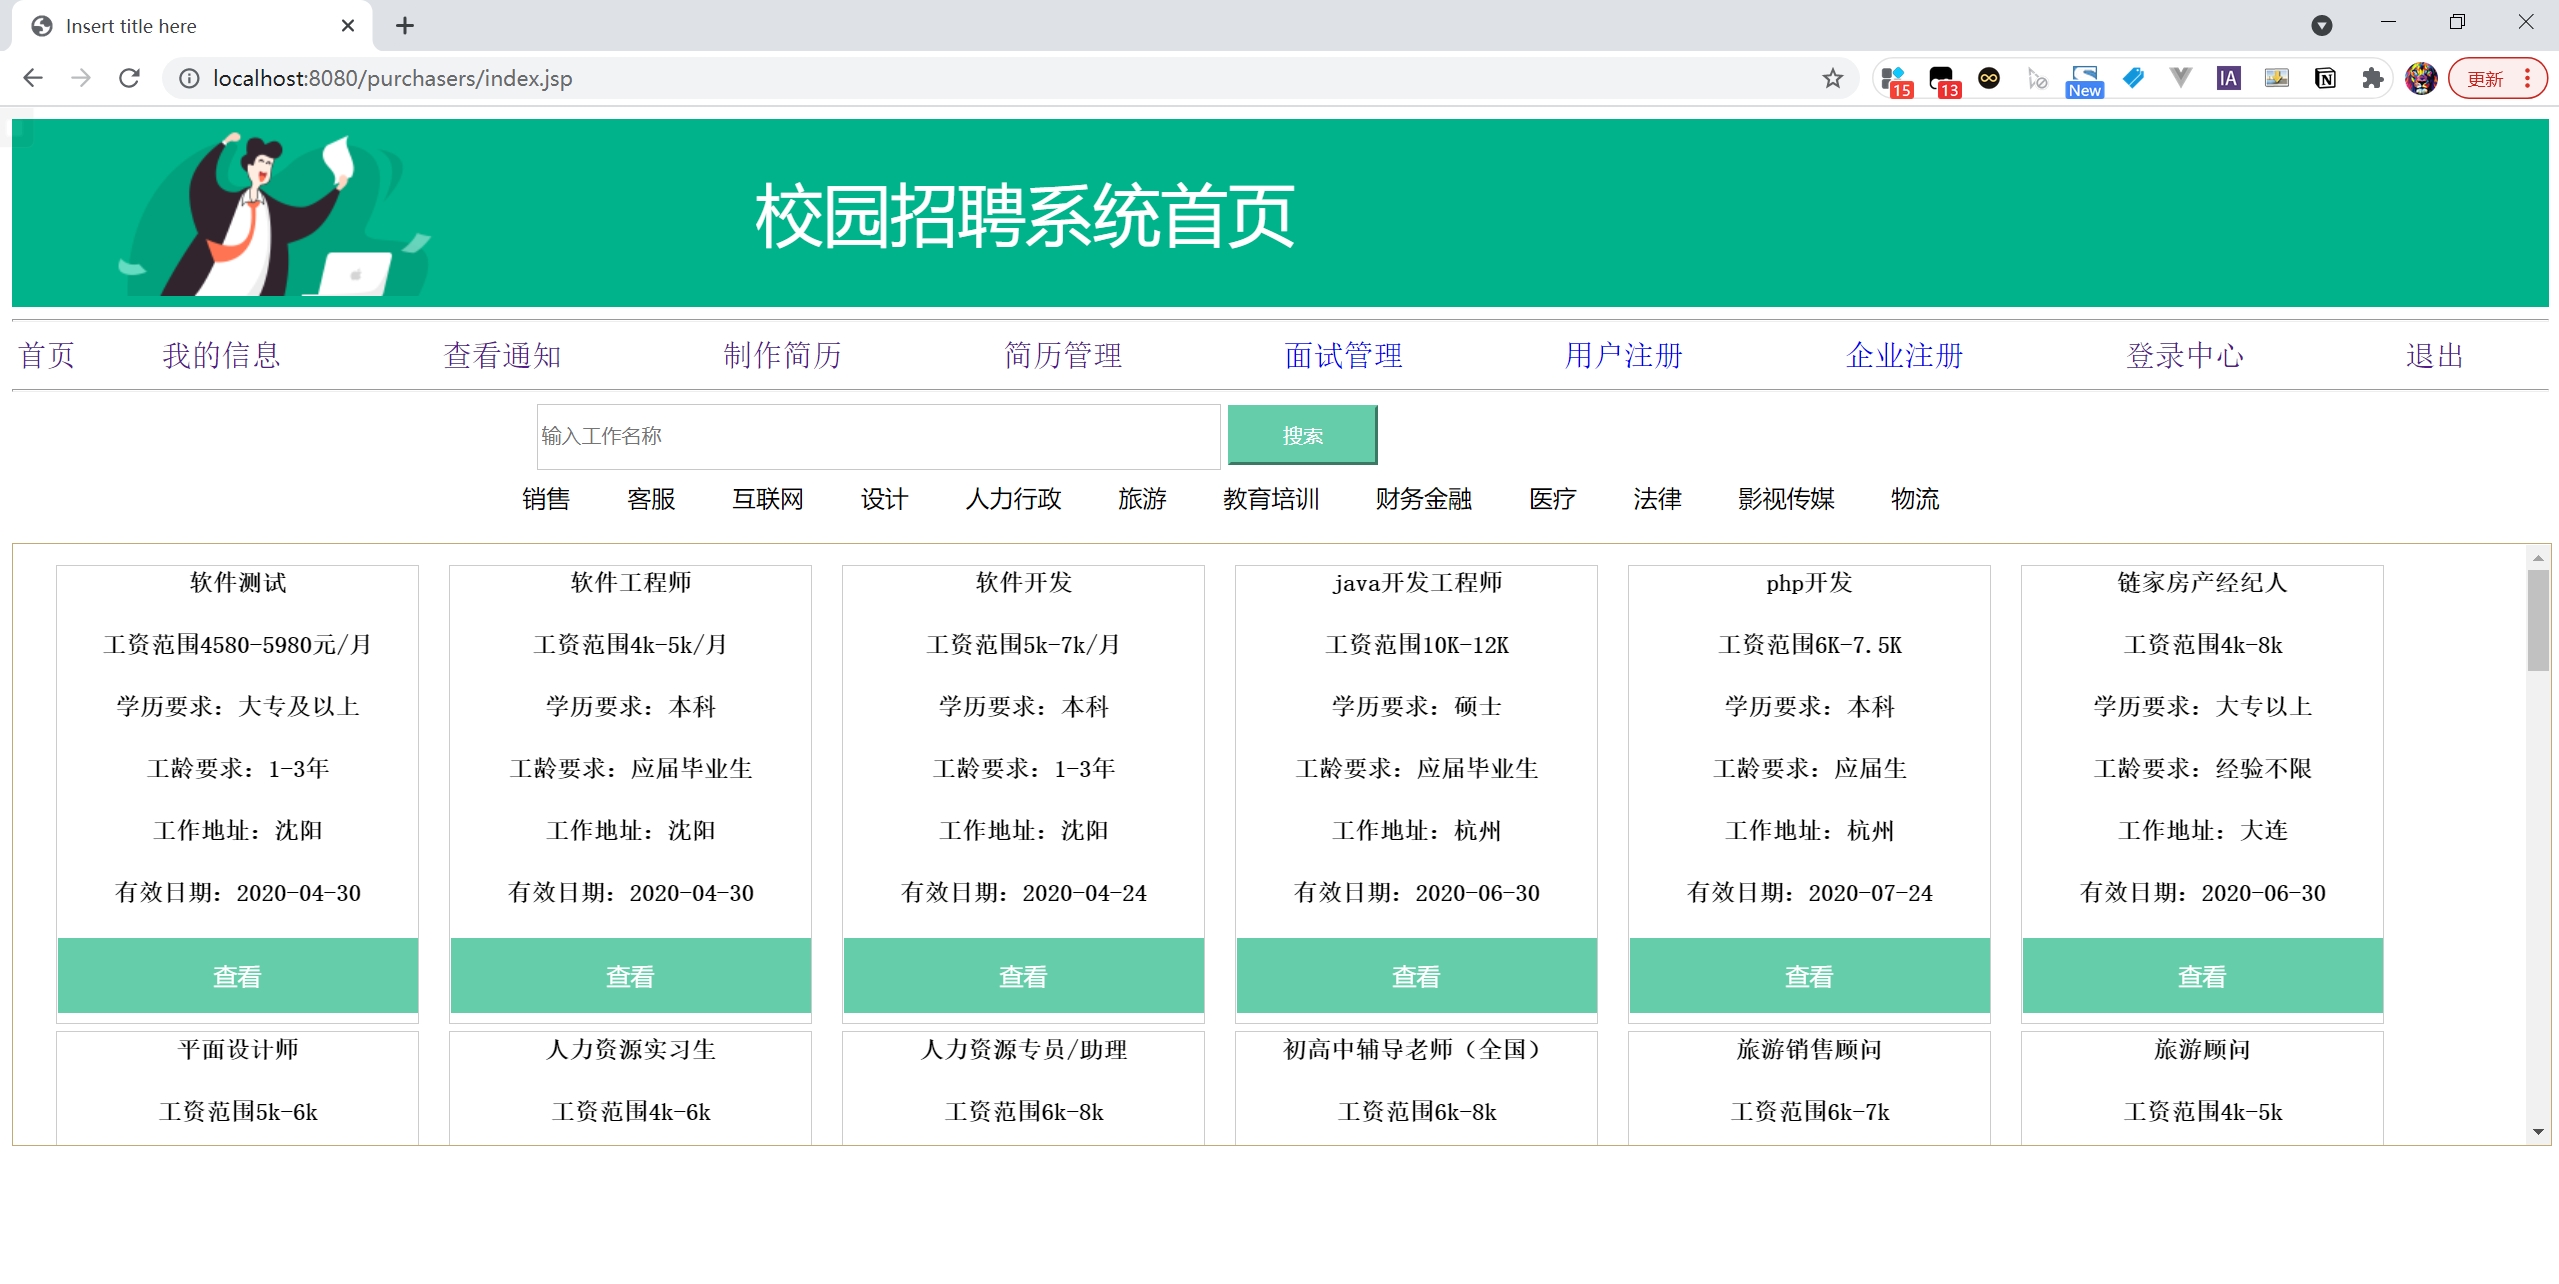 Insert title here
localhost:8080/purchasers/index.jsp
15
13
New
IA
更新
校园招聘系统首页
首页 我的信息 查看通知 制作简历 简历管理 面试管理 用户注册 企业注册 登录中心 退出
输入工作名称 搜索
销售 客服 互联网 设计 人力行政 旅游 教育培训 财务金融 医疗 法律 影视传媒 物流
软件测试 软件工程师 软件开发 java开发工程师 php开发 链家房产经纪人
工资范围4580-5980元/月 工资范围4k-5k/月 工资范围5k-7k/月 工资范围10K-12K 工资范围6K-7.5K 工资范围4k-8k
学历要求：大专及以上 学历要求：本科 学历要求：本科 学历要求：硕士 学历要求：本科 学历要求：大专以上
工龄要求：1-3年 工龄要求：应届毕业生 工龄要求：1-3年 工龄要求：应届毕业生 工龄要求：应届生 工龄要求：经验不限
工作地址：沈阳 工作地址：沈阳 工作地址：沈阳 工作地址：杭州 工作地址：杭州 工作地址：大连
有效日期：2020-04-30 有效日期：2020-04-30 有效日期：2020-04-24 有效日期：2020-06-30 有效日期：2020-07-24 有效日期：2020-06-30
查看 查看 查看 查看 查看 查看
平面设计师 人力资源实习生 人力资源专员/助理 初高中辅导老师（全国） 旅游销售顾问 旅游顾问
工资范围5k-6k 工资范围4k-6k 工资范围6k-8k 工资范围6k-8k 工资范围6k-7k 工资范围4k-5k